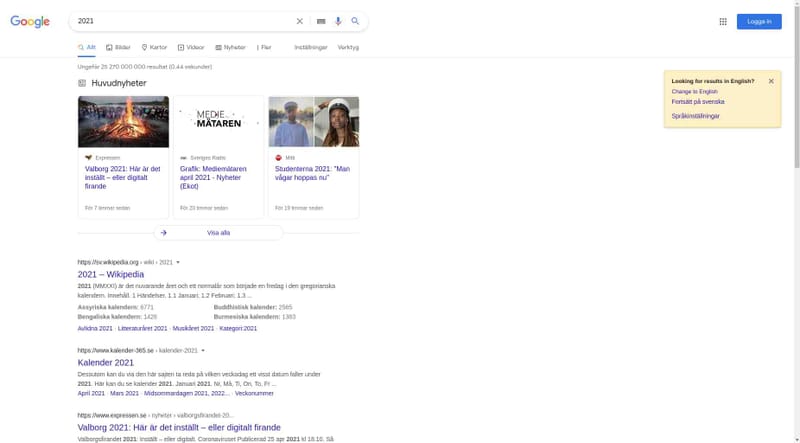 Google
2021
Logga in
Allt
Bilder
Kartor
Videor
Nyheter
Fler
Inställningar
Verktyg
Ungefär 25 270 000 000 resultat (0,44 sekunder)
Looking for results in English?
Change to English
Fortsätt på svenska
Språkinställningar
Huvudnyheter
MEDIE
MÄTAREN
Expressen
Valborg 2021: Här är det
inställt – eller digitalt
firande
För 7 timmar sedan
Sveriges Radio
Grafik: Mediemätaren
april 2021 - Nyheter
(Ekot)
För 20 timmar sedan
Mitti
Studenterna 2021: "Man
vågar hoppas nu"
För 19 timmar sedan
Visa alla
https://sv.wikipedia.org › wiki › 2021
2021 – Wikipedia
2021 (MMXXI) är det nuvarande året och ett normalår som började en fredag i den gregorianska
kalendern. Innehåll. 1 Händelser. 1.1 Januari; 1.2 Februari; 1.3 ...
Assyriska kalendern: 6771
Buddhistisk kalender: 2565
Bengaliska kalendern: 1428
Burmesiska kalendern: 1383
Avlidna 2021 · Litteraturåret 2021 · Musikåret 2021 · Kategori:2021
https://www.kalender-365.se › kalender-2021
Kalender 2021
Dessutom kan du via den här sajten ta reda på vilken veckodag ett visst datum faller under
2021. Här kan du se kalender 2021. Januari 2021. Nr, Må, Ti, On, To, Fr ...
April 2021 · Mars 2021 · Midsommardagen 2021, 2022... · Veckonummer
https://www.expressen.se › nyheter › valborgsfirandet-20...
Valborg 2021: Här är det inställt – eller digitalt firande
Valborgsfirandet 2021: Inställt – eller digitalt. Coronaviruset Publicerad 25 apr 2021 kl 18.10. Så